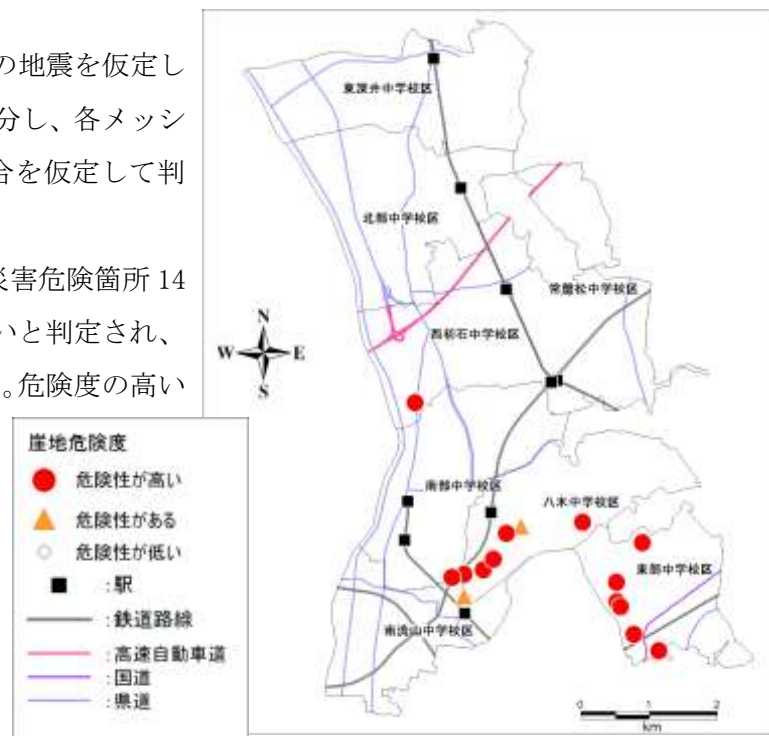 の地震を仮定し
分し、各メッシ
合を仮定して判
災害危険箇所 14
いと判定され、
。危険度の高い
東深井中学校区
北部中学校区
常盤松中学校区
西初石中学校区
N
W E
S
南部中学校区
八木中学校区
東部中学校区
南流山中学校区
崖地危険度
危険性が高い
危険性がある
危険性が低い
:駅
:鉄道路線
:高速自動車道
:国道
:県道
0 1 2
km